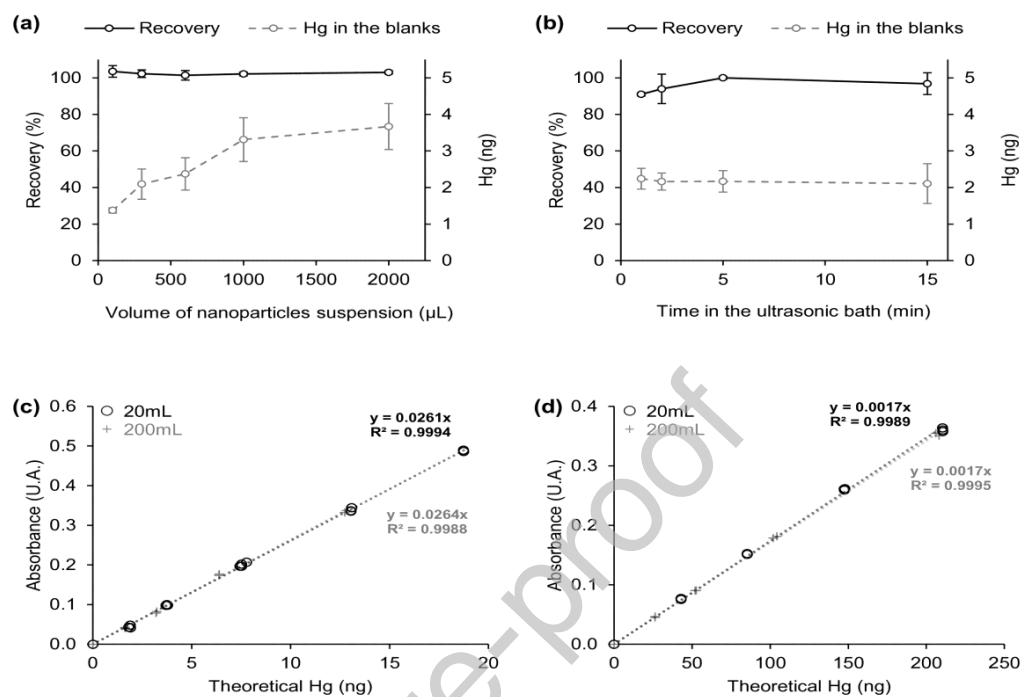 (a) Recovery Hg in the blanks
100
80
60
40
20
0
Recovery (%)
5
4
3
2
1
0
Hg (ng)
0 500 1000 1500 2000
Volume of nanoparticles suspension (µL)
(b) Recovery Hg in the blanks
100
80
60
40
20
0
Recovery (%)
5
4
3
2
1
0
Hg (ng)
0 5 10 15
Time in the ultrasonic bath (min)
(c)
20mL
200mL
y = 0.0261x
R² = 0.9994
y = 0.0264x
R² = 0.9988
0.6
0.5
0.4
0.3
0.2
0.1
0.0
Absorbance (U.A.)
0 5 10 15 20
Theoretical Hg (ng)
(d)
20mL
200mL
y = 0.0017x
R² = 0.9989
y = 0.0017x
R² = 0.9995
0.4
0.3
0.2
0.1
0.0
Absorbance (U.A.)
0 50 100 150 200 250
Theoretical Hg (ng)
e-proof